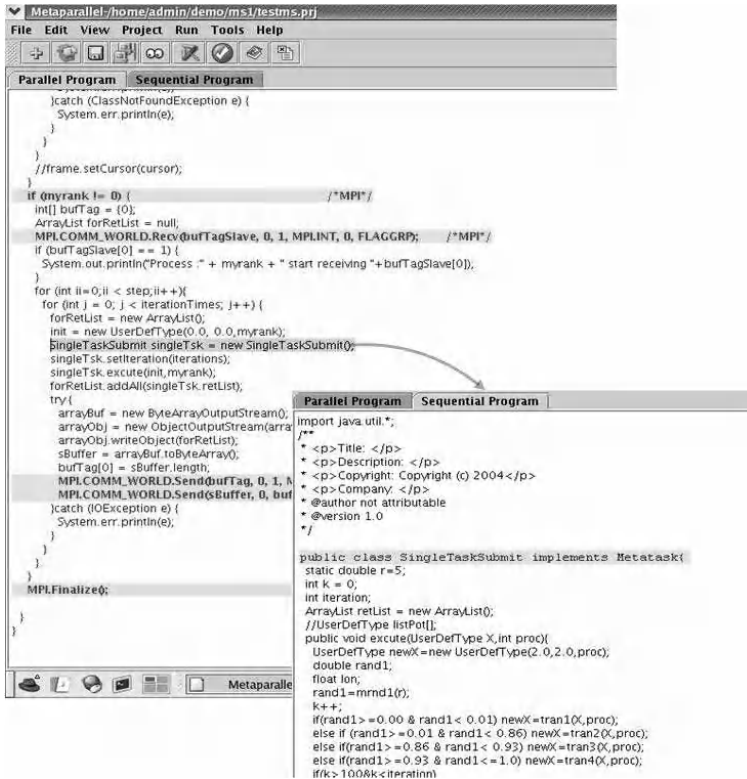 Metaparallel-/home/admin/demo/ms1/testms.prj
File Edit View Project Run Tools Help
Parallel Program Sequential Program
}catch (ClassNotFoundException e) {
System.err.println(e);
}
}
}
//frame.setCursor(cursor);
}
if (myrank != 0) { /*MPI*/
int[] bufTag = {0};
ArrayList forRetList = null;
MPI.COMM_WORLD.Recv(bufTagSlave, 0, 1, MPI.INT, 0, FLAGGRP); /*MPI*/
if (bufTagSlave[0] == 1) {
System.out.println("Process :" + myrank + " start receiving "+bufTagSlave[0]);
}
for (int ii=0;ii < step;ii++){
for (int j = 0; j < iterationTimes; j++) {
forRetList = new ArrayList();
init = new UserDefType(0.0, 0.0,myrank);
SingleTaskSubmit singleTsk = new SingleTaskSubmit();
singleTsk.setIteration(iterations);
singleTsk.excute(init,myrank);
forRetList.addAll(singleTsk.retList);
try {
arrayBuf = new ByteArrayOutputStream();
arrayObj = new ObjectOutputStream(array
arrayObj.writeObject(forRetList);
sBuffer = arrayBuf.toByteArray();
bufTag[0] = sBuffer.length;
MPI.COMM_WORLD.Send(bufTag, 0, 1, M
MPI.COMM_WORLD.Send(sBuffer, 0, buf
}catch (IOException e) {
System.err.println(e);
}
}
}
}
MPI.Finalize();
}
}
Metaparalle
Parallel Program Sequential Program
import java.util.*;
/**
* <p>Title: </p>
* <p>Description: </p>
* <p>Copyright: Copyright (c) 2004</p>
* <p>Company: </p>
* @author not attributable
* @version 1.0
*/
public class SingleTaskSubmit implements Metatask{
static double r=5;
int k = 0;
int iteration;
ArrayList retList = new ArrayList();
//UserDefType listPot[];
public void excute(UserDefType X,int proc){
UserDefType newX=new UserDefType(2.0,2.0,proc);
double rand1;
float lon;
rand1=mrnd1(r);
k++;
if(rand1>=0.00 & rand1< 0.01) newX=tran1(X,proc);
else if (rand1>=0.01 & rand1< 0.86) newX=tran2(X,proc);
else if(rand1>=0.86 & rand1< 0.93) newX=tran3(X,proc);
else if(rand1>=0.93 & rand1<=1.0) newX=tran4(X,proc);
if(k>100&k<iteration)